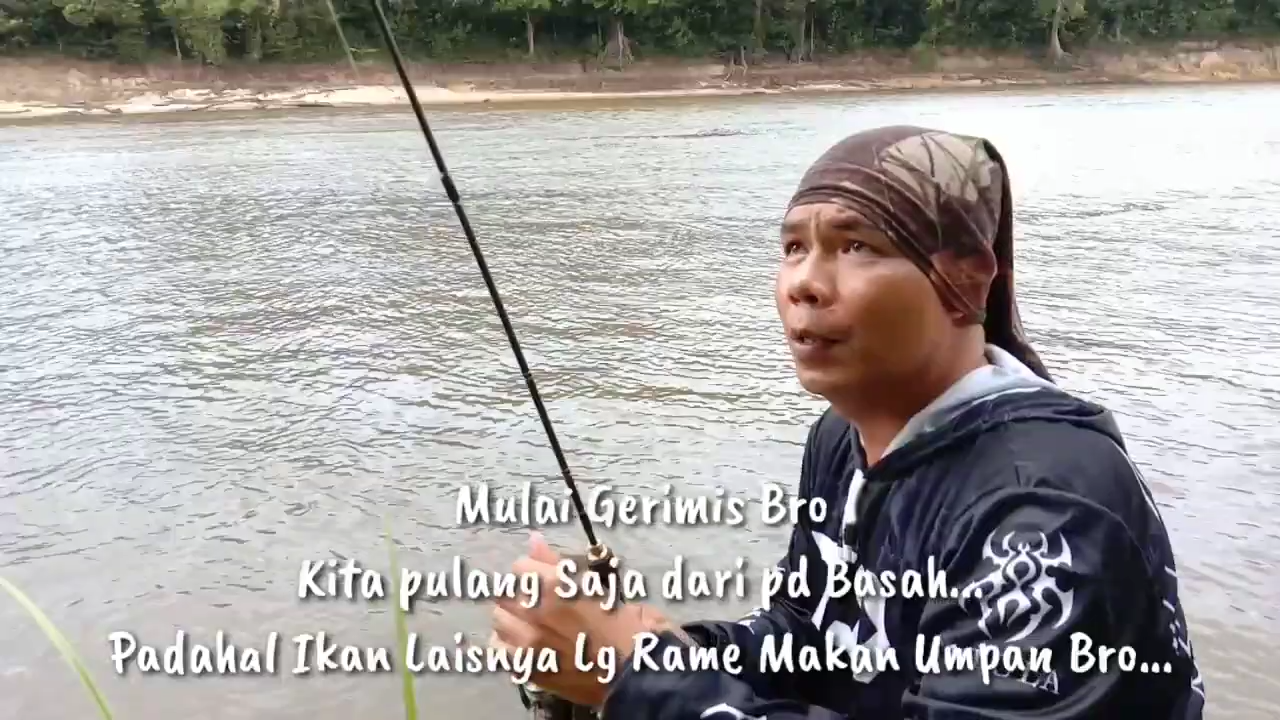 Mulai Gerimis Bro
Kita pulang Saja dari pd Basah...
Padahal Ikan Laisnya Lg Rame Makan Umpan Bro...